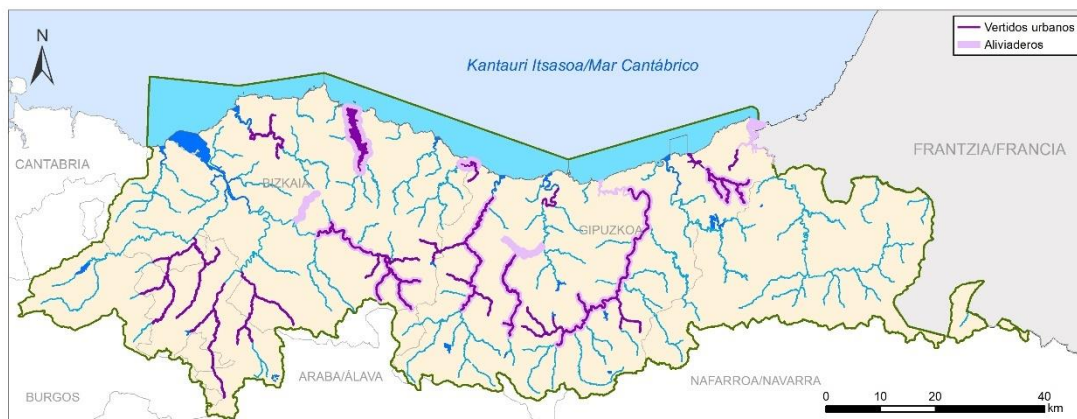 N
Vertidos urbanos
Aliviaderos
Kantauri Itsasoa/Mar Cantábrico
CANTABRIA
FRANTZIA/FRANCIA
BIZKAIA
GIPUZKOA
ARABA/ÁLAVA
NAFARROA/NAVARRA
BURGOS
0 10 20 40
km